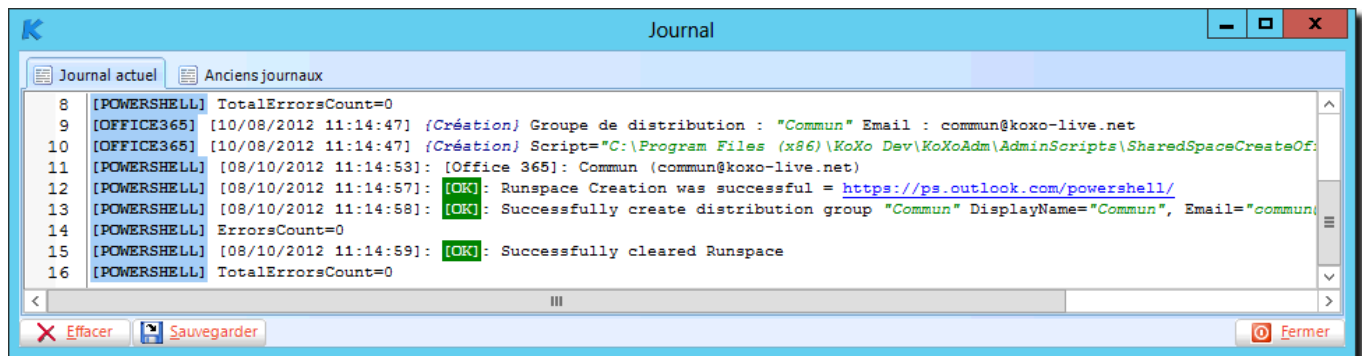 Journal
Journal actuel Anciens journaux
8 [POWERSHELL] TotalErrorsCount=0
9 [OFFICE365] [10/08/2012 11:14:47] {Création} Groupe de distribution : "Commun" Email : commun@koxo-live.net
10 [OFFICE365] [10/08/2012 11:14:47] {Création} Script="C:\Program Files (x86)\KoXo Dev\KoXoAdm\AdminScripts\SharedSpaceCreateOf
11 [POWERSHELL] [08/10/2012 11:14:53]: [Office 365]: Commun (commun@koxo-live.net)
12 [POWERSHELL] [08/10/2012 11:14:57]: [OK]: Runspace Creation was successful = https://ps.outlook.com/powershell/
13 [POWERSHELL] [08/10/2012 11:14:58]: [OK]: Successfully create distribution group "Commun" DisplayName="Commun", Email="commun
14 [POWERSHELL] ErrorsCount=0
15 [POWERSHELL] [08/10/2012 11:14:59]: [OK]: Successfully cleared Runspace
16 [POWERSHELL] TotalErrorsCount=0
Effacer Sauvegarder Fermer